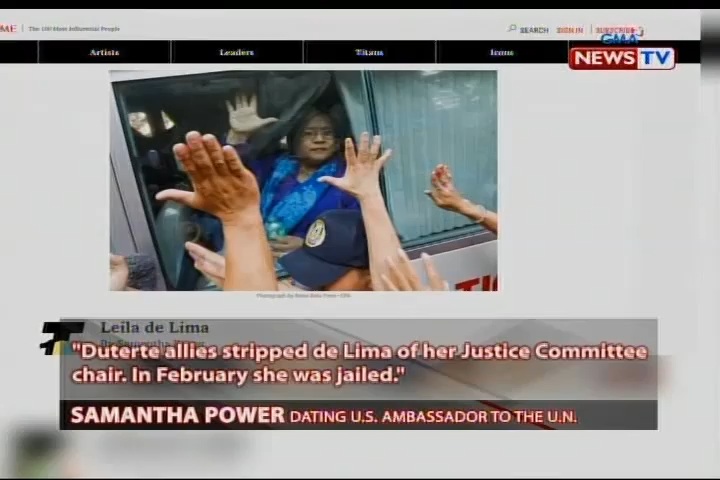 ME | The 100 Most Influential People
SEARCH SIGN IN SUBSCRIBE
GMA
NEWS TV
Artists Leaders Titans Icons
Leila de Lima
"Duterte allies stripped de Lima of her Justice Committee
chair. In February she was jailed."
SAMANTHA POWER DATING U.S. AMBASSADOR TO THE U.N.